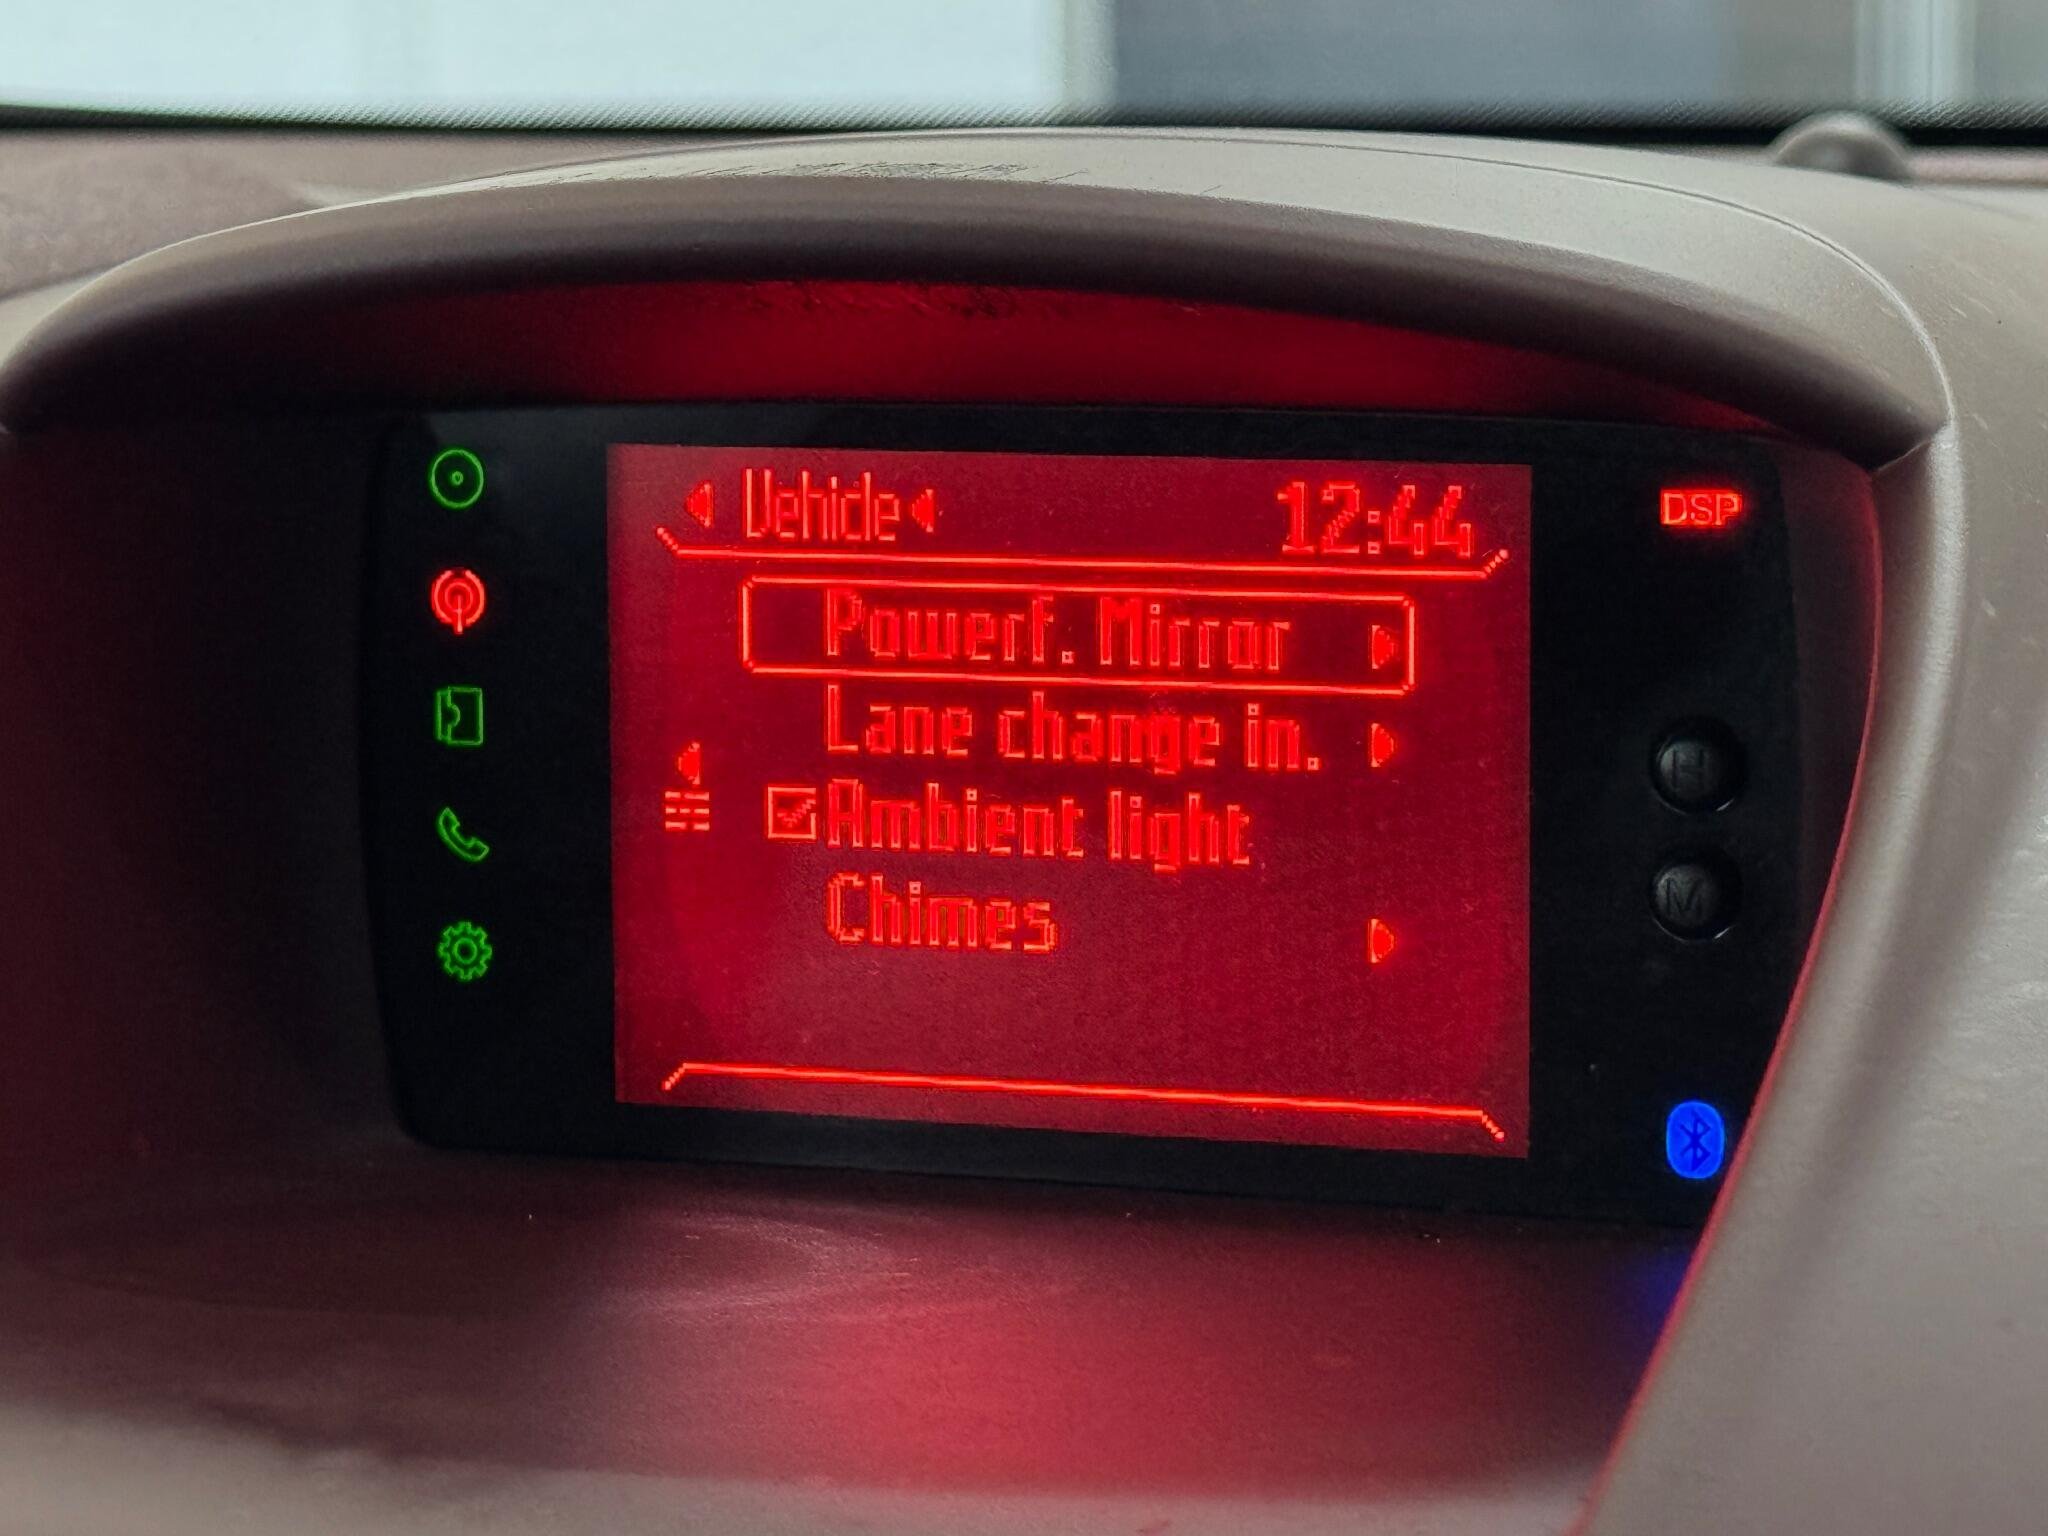 Vehicle 12:44 DSP
Powerf. Mirror
Lane change in.
Ambient light
Chimes
H
M